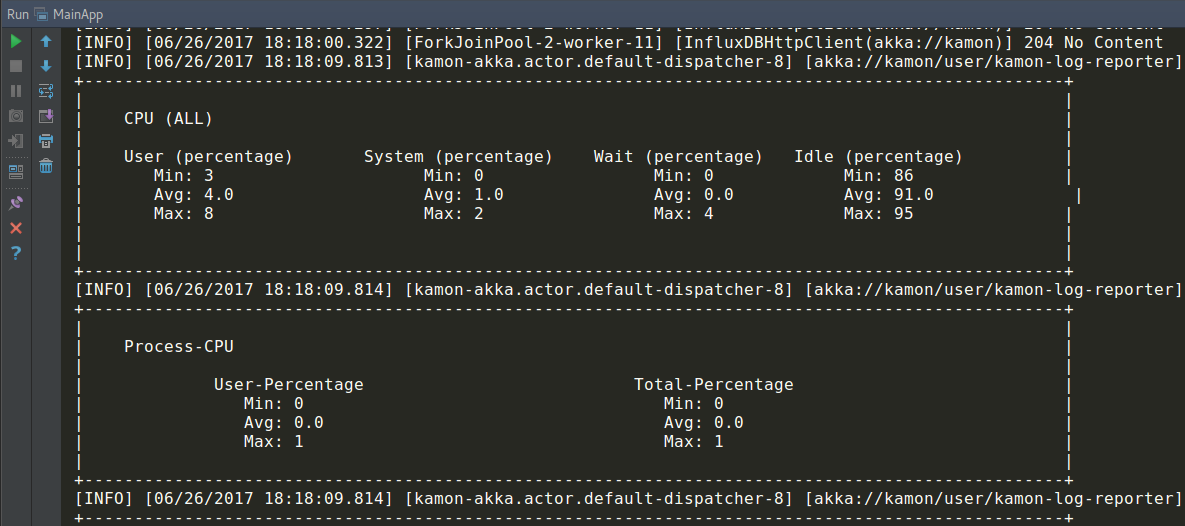 Run MainApp
[INFO] [06/26/2017 18:18:00.322] [ForkJoinPool-2-worker-11] [InfluxDBHttpClient(akka://kamon)] 204 No Content
[INFO] [06/26/2017 18:18:09.813] [kamon-akka.actor.default-dispatcher-8] [akka://kamon/user/kamon-log-reporter]
+--------------------------------------------------------------------------------------------------+
| |
| CPU (ALL) |
| |
| User (percentage) System (percentage) Wait (percentage) Idle (percentage) |
| Min: 3 Min: 0 Min: 0 Min: 86 |
| Avg: 4.0 Avg: 1.0 Avg: 0.0 Avg: 91.0 |
| Max: 8 Max: 2 Max: 4 Max: 95 |
| |
| |
+--------------------------------------------------------------------------------------------------+
[INFO] [06/26/2017 18:18:09.814] [kamon-akka.actor.default-dispatcher-8] [akka://kamon/user/kamon-log-reporter]
+--------------------------------------------------------------------------------------------------+
| |
| Process-CPU |
| |
| User-Percentage Total-Percentage |
| Min: 0 Min: 0 |
| Avg: 0.0 Avg: 0.0 |
| Max: 1 Max: 1 |
| |
+--------------------------------------------------------------------------------------------------+
[INFO] [06/26/2017 18:18:09.814] [kamon-akka.actor.default-dispatcher-8] [akka://kamon/user/kamon-log-reporter]
+--------------------------------------------------------------------------------------------------+